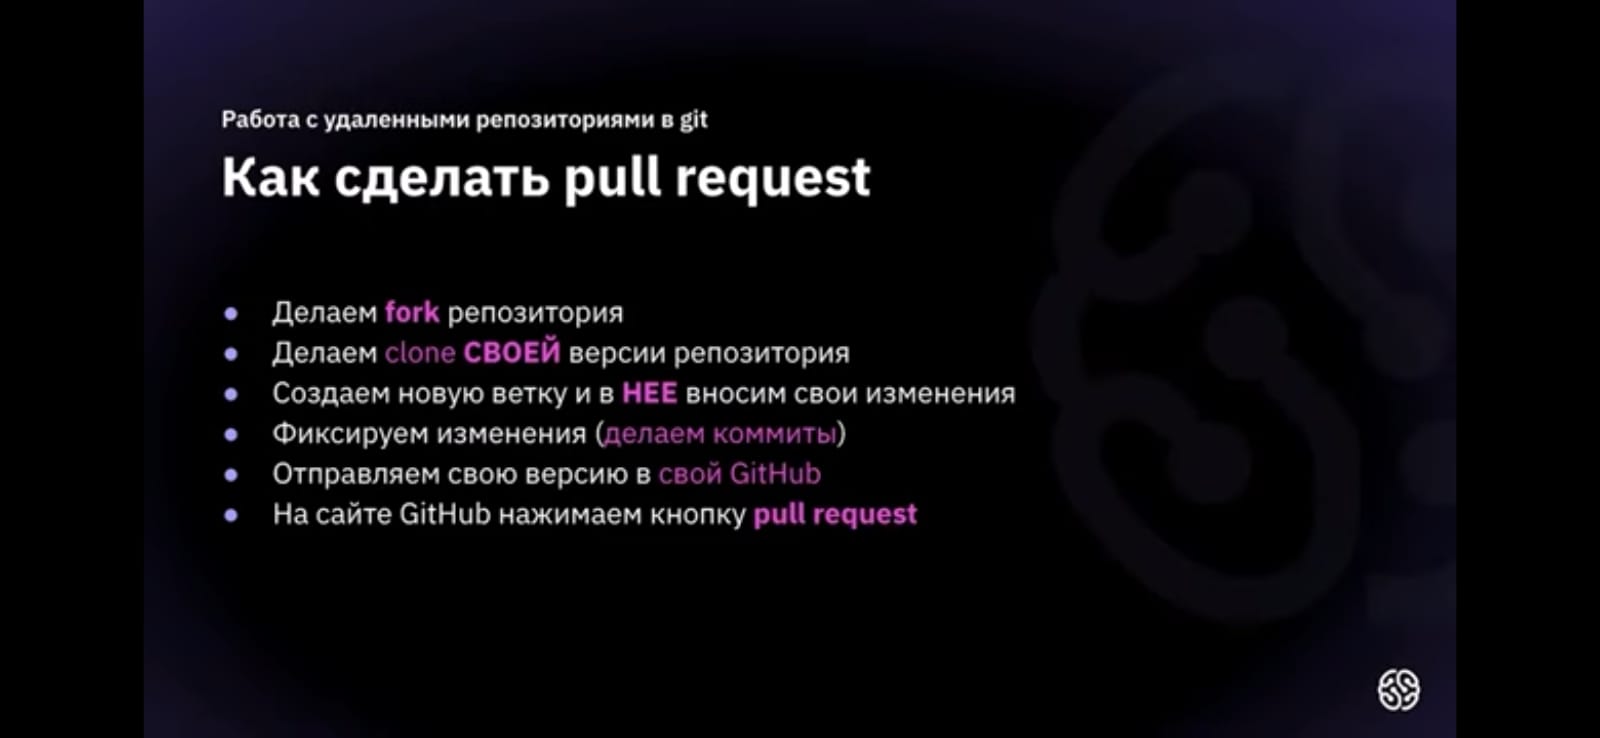 Работа с удаленными репозиториями в git
Как сделать pull request
● Делаем fork репозитория
● Делаем clone СВОЕЙ версии репозитория
● Создаем новую ветку и в НЕЕ вносим свои изменения
● Фиксируем изменения (делаем коммиты)
● Отправляем свою версию в свой GitHub
● На сайте GitHub нажимаем кнопку pull request